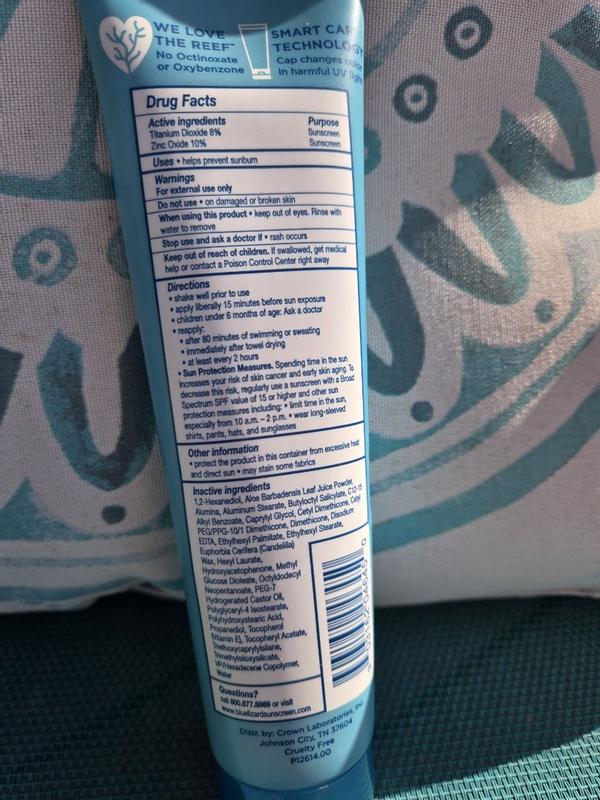 WE LOVE
THE REEF™
No Octinoxate
or Oxybenzone
SMART CAP
TECHNOLOGY
Cap changes color
in harmful UV light
Drug Facts
Active ingredients Purpose
Titanium Dioxide 8% Sunscreen
Zinc Oxide 10% Sunscreen
Uses • helps prevent sunburn
Warnings
For external use only
Do not use • on damaged or broken skin
When using this product • keep out of eyes. Rinse with
water to remove
Stop use and ask a doctor if • rash occurs
Keep out of reach of children. If swallowed, get medical
help or contact a Poison Control Center right away
Directions
• shake well prior to use
• apply liberally 15 minutes before sun exposure
• children under 6 months of age: Ask a doctor
• reapply:
• after 80 minutes of swimming or sweating
• immediately after towel drying
• at least every 2 hours
• Sun Protection Measures. Spending time in the sun
increases your risk of skin cancer and early skin aging. To
decrease this risk, regularly use a sunscreen with a Broad
Spectrum SPF value of 15 or higher and other sun
protection measures including: • limit time in the sun,
especially from 10 a.m. – 2 p.m. • wear long-sleeved
shirts, pants, hats, and sunglasses
Other information
• protect the product in this container from excessive heat
and direct sun • may stain some fabrics
Inactive ingredients
1,2-Hexanediol, Aloe Barbadensis Leaf Juice Powder,
Alumina, Aluminum Stearate, Butyloctyl Salicylate, C12-15
Alkyl Benzoate, Caprylyl Glycol, Cetyl Dimethicone, Cetyl
PEG/PPG-10/1 Dimethicone, Dimethicone, Disodium
EDTA, Ethylhexyl Palmitate, Ethylhexyl Stearate,
Euphorbia Cerifera (Candelilla)
Wax, Hexyl Laurate,
Hydroxyacetophenone, Methyl
Glucose Dioleate, Octyldodecyl
Neopentanoate, PEG-7
Hydrogenated Castor Oil,
Polyglyceryl-4 Isostearate,
Polyhydroxystearic Acid,
Propanediol, Tocopherol
(Vitamin E), Tocopheryl Acetate,
Triethoxycaprylylsilane,
Trimethylsiloxysilicate,
VP/Hexadecene Copolymer,
Water
Questions?
call 800.877.8869 or visit
www.bluelizardsunscreen.com
Distr. by: Crown Laboratories, Inc.
Johnson City, TN 37604
Cruelty Free
P12614.00